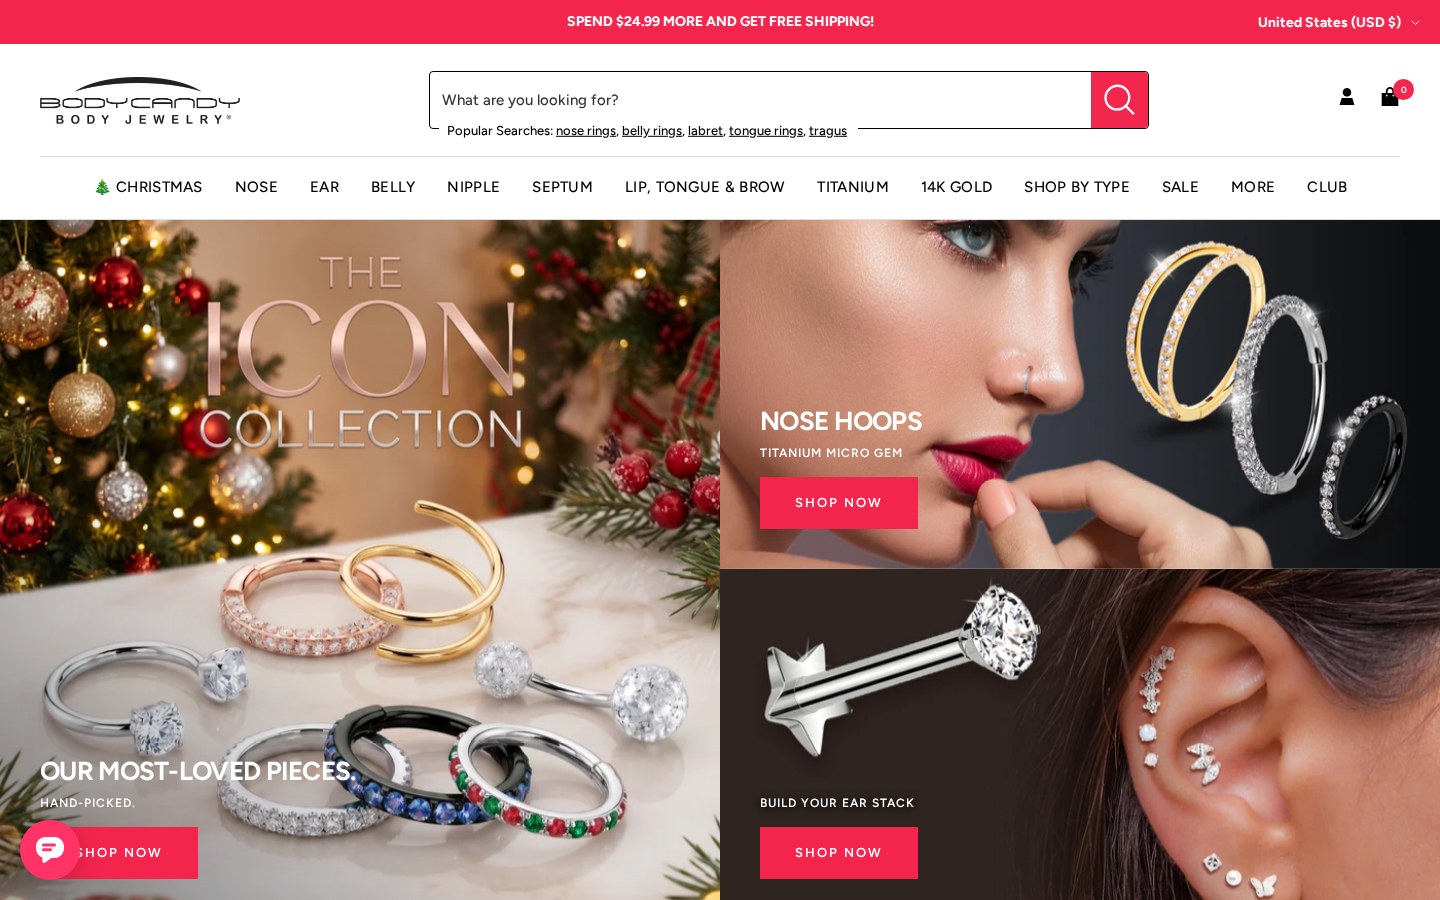 SPEND $24.99 MORE AND GET FREE SHIPPING!
United States (USD $)
BODYCANDY
BODY JEWELRY®
What are you looking for?
0
Popular Searches: nose rings, belly rings, labret, tongue rings, tragus
🎄 CHRISTMAS NOSE EAR BELLY NIPPLE SEPTUM LIP, TONGUE & BROW TITANIUM 14K GOLD SHOP BY TYPE SALE MORE CLUB
THE
ICON
COLLECTION
OUR MOST-LOVED PIECES.
HAND-PICKED.
SHOP NOW
NOSE HOOPS
TITANIUM MICRO GEM
SHOP NOW
BUILD YOUR EAR STACK
SHOP NOW